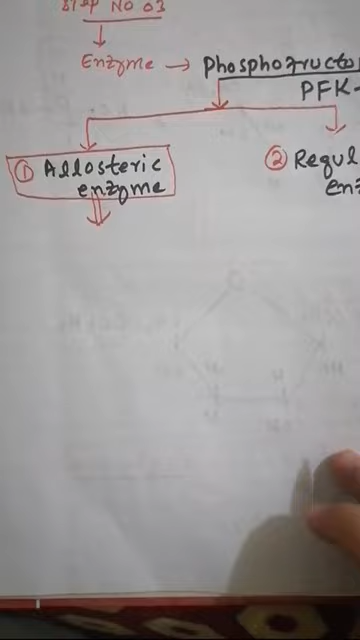 Step No 03
Enzyme → Phosphofructo
PFK-
① Allosteric
enzyme
② Regul
enz